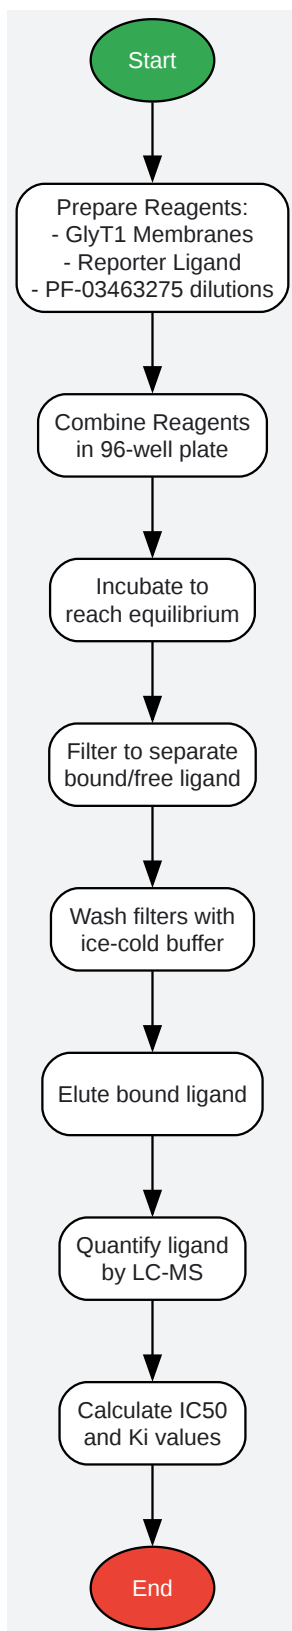 Start
Prepare Reagents:
- GlyT1 Membranes
- Reporter Ligand
- PF-03463275 dilutions
Combine Reagents
in 96-well plate
Incubate to
reach equilibrium
Filter to separate
bound/free ligand
Wash filters with
ice-cold buffer
Elute bound ligand
Quantify ligand
by LC-MS
Calculate IC50
and Ki values
End